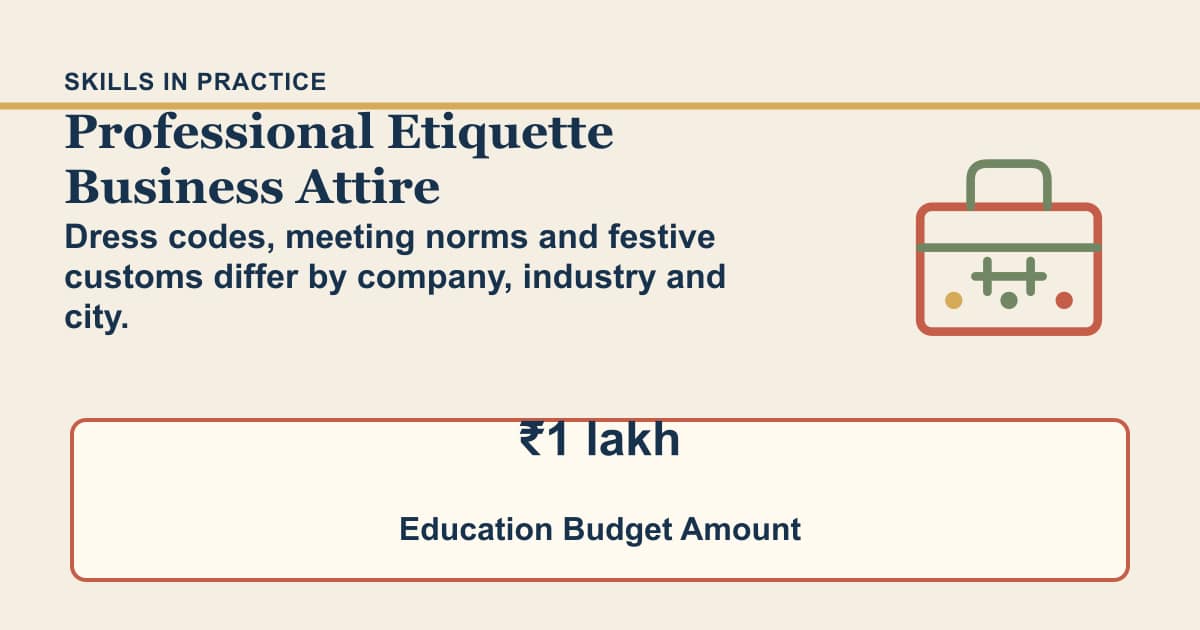 SKILLS IN PRACTICE
Professional Etiquette
Business Attire
Dress codes, meeting norms and festive
customs differ by company, industry and
city.
₹1 lakh
Education Budget Amount